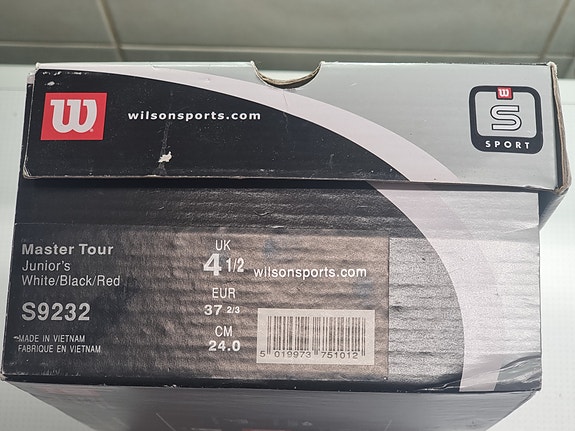 W
wilsonsports.com
W
S
SPORT
Master Tour
Junior's
White/Black/Red
S9232
MADE IN VIETNAM
FABRIQUE EN VIETNAM
UK
4 1/2
EUR
37 2/3
CM
24.0
wilsonsports.com
5 019973 751012